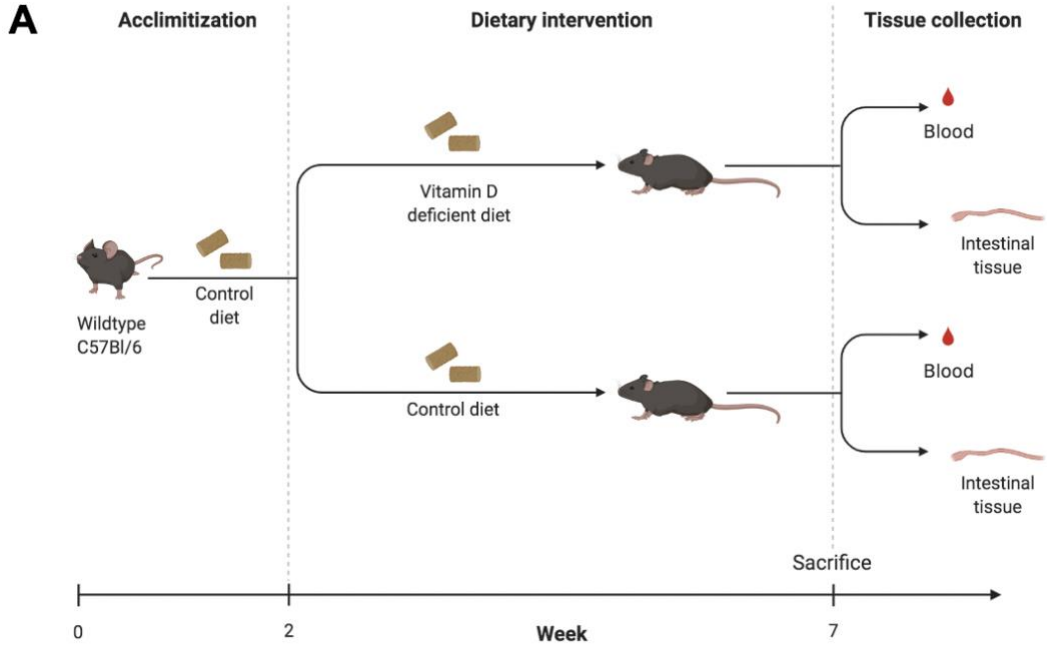 A
Acclimitization
Dietary intervention
Tissue collection
Blood
Vitamin D
deficient diet
Intestinal
tissue
Control
diet
Wildtype
C57Bl/6
Blood
Control diet
Intestinal
tissue
Sacrifice
0
2
Week
7